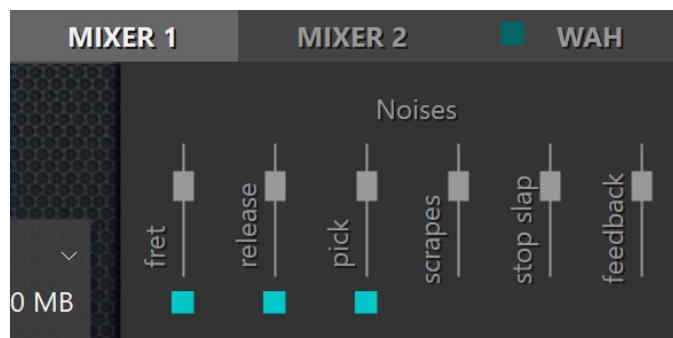 MIXER 1
MIXER 2
WAH
Noises
fret
release
pick
scrapes
stop slap
feedback
0 MB